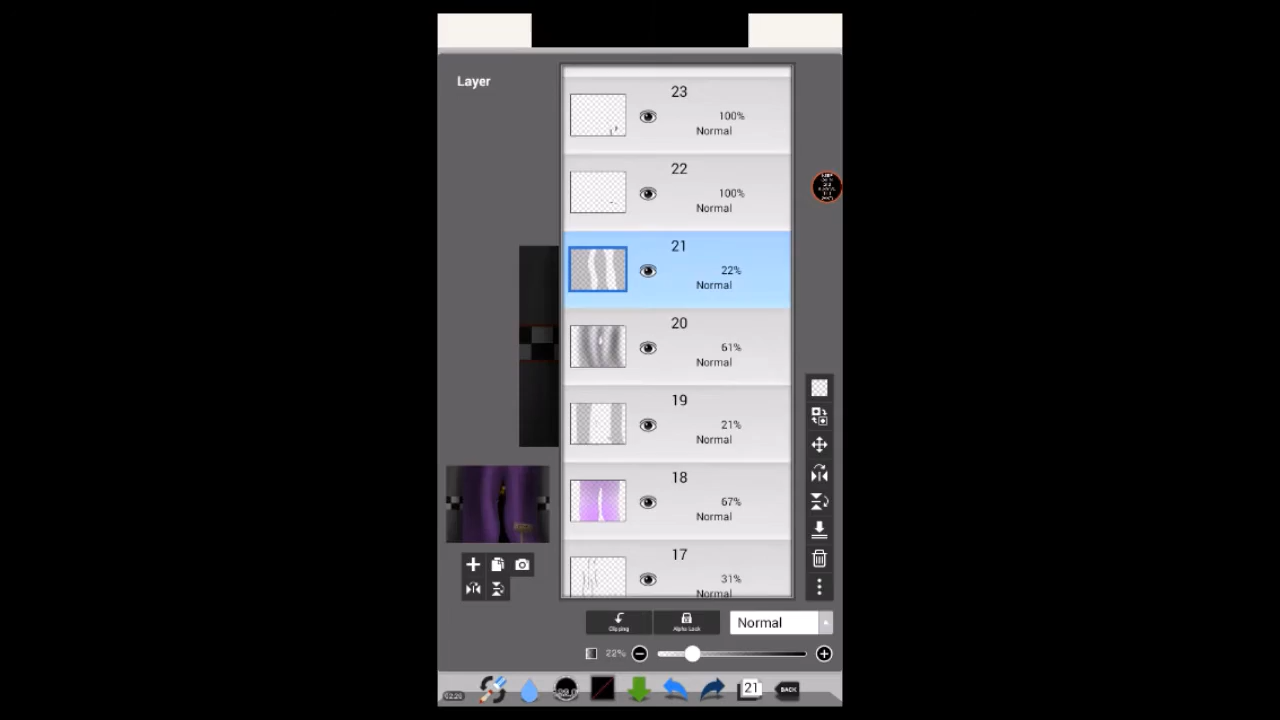 Layer
23
100%
Normal
22
100%
Normal
21
22%
Normal
20
61%
Normal
19
21%
Normal
18
67%
Normal
17
31%
Normal
Clipping
Alpha Lock
Normal
22%
21
BACK